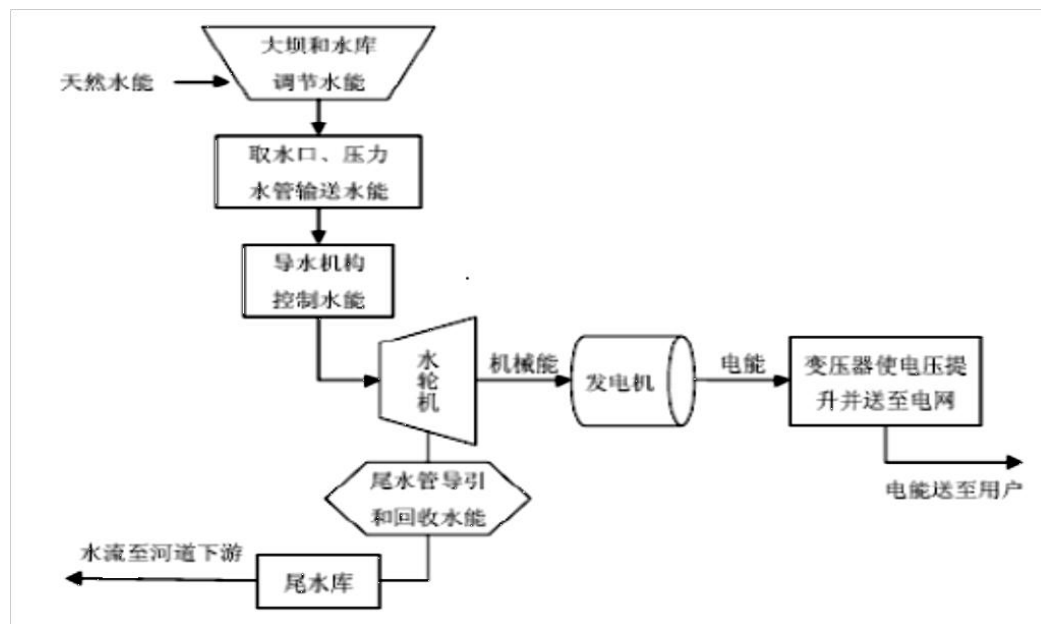 大坝和水库
调节水能
天然水能
取水口、压力
水管输送水能
导水机构
控制水能
水轮机
机械能
发电机
电能
变压器使电压提
升并送至电网
电能送至用户
尾水管导引
和回收水能
水流至河道下游
尾水库